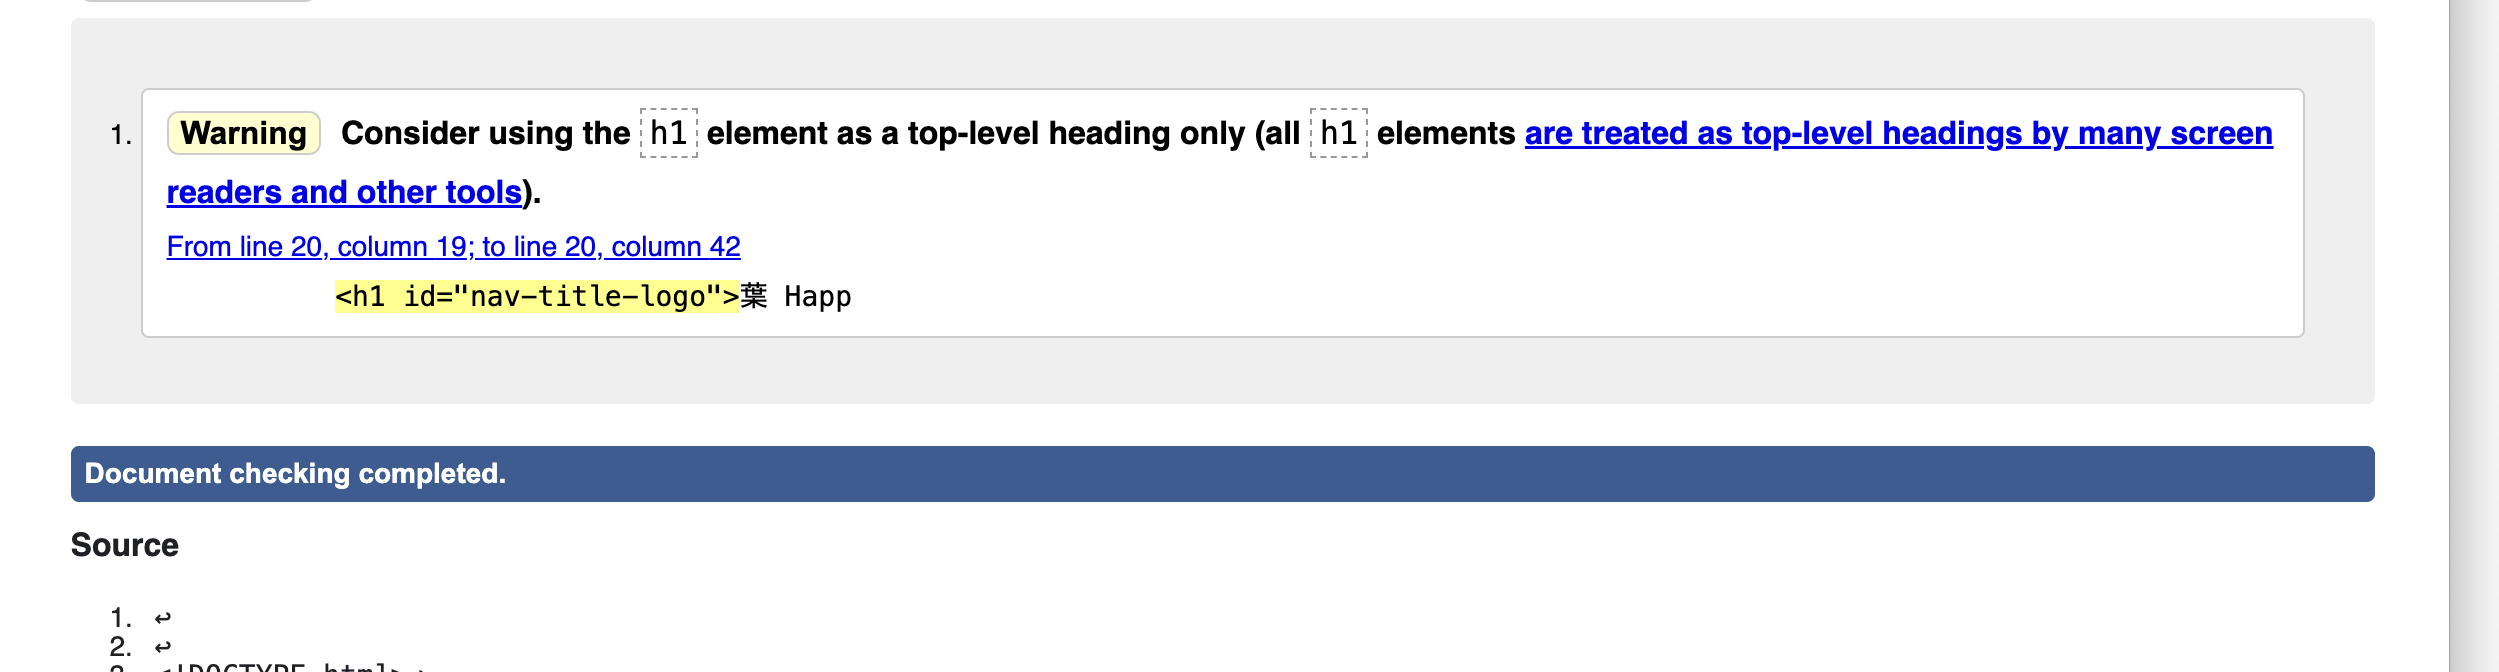 1. Warning Consider using the h1 element as a top-level heading only (all h1 elements are treated as top-level headings by many screen
readers and other tools).
From line 20, column 19; to line 20, column 42
<h1 id="nav-title-logo">葉 Happ
Document checking completed.
Source
1. ↩
2. ↩
3. <!DOCTYPE html>↩